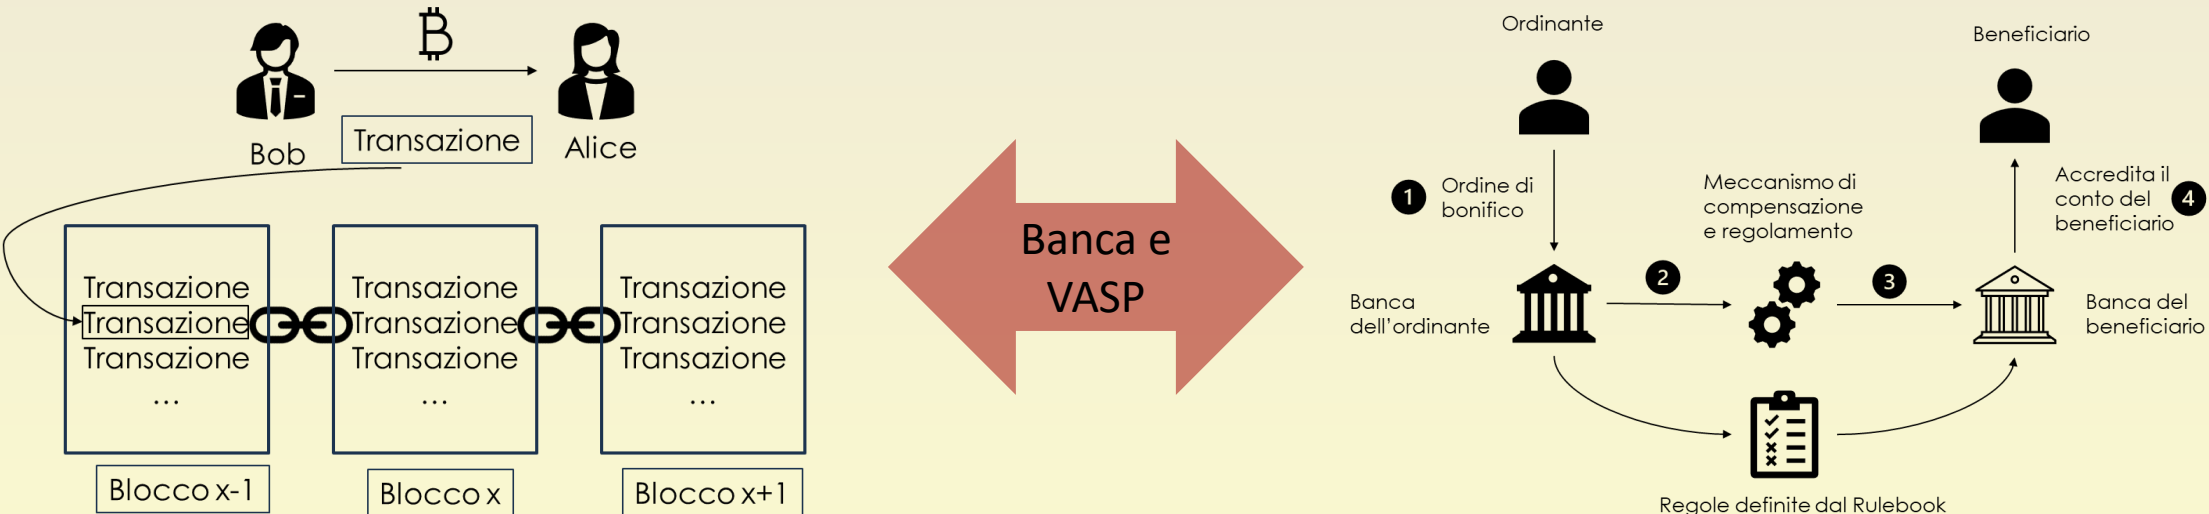 Bob
Transazione
Alice
Transazione
Transazione
Transazione
...
Blocco x-1
Transazione
Transazione
Transazione
...
Blocco x
Transazione
Transazione
Transazione
...
Blocco x+1
Banca e
VASP
Ordinante
Beneficiario
1
Ordine di
bonifico
Meccanismo di
compensazione
e regolamento
Accredita il
conto del
beneficiario
4
2
3
Banca
dell'ordinante
Banca del
beneficiario
Regole definite dal Rulebook